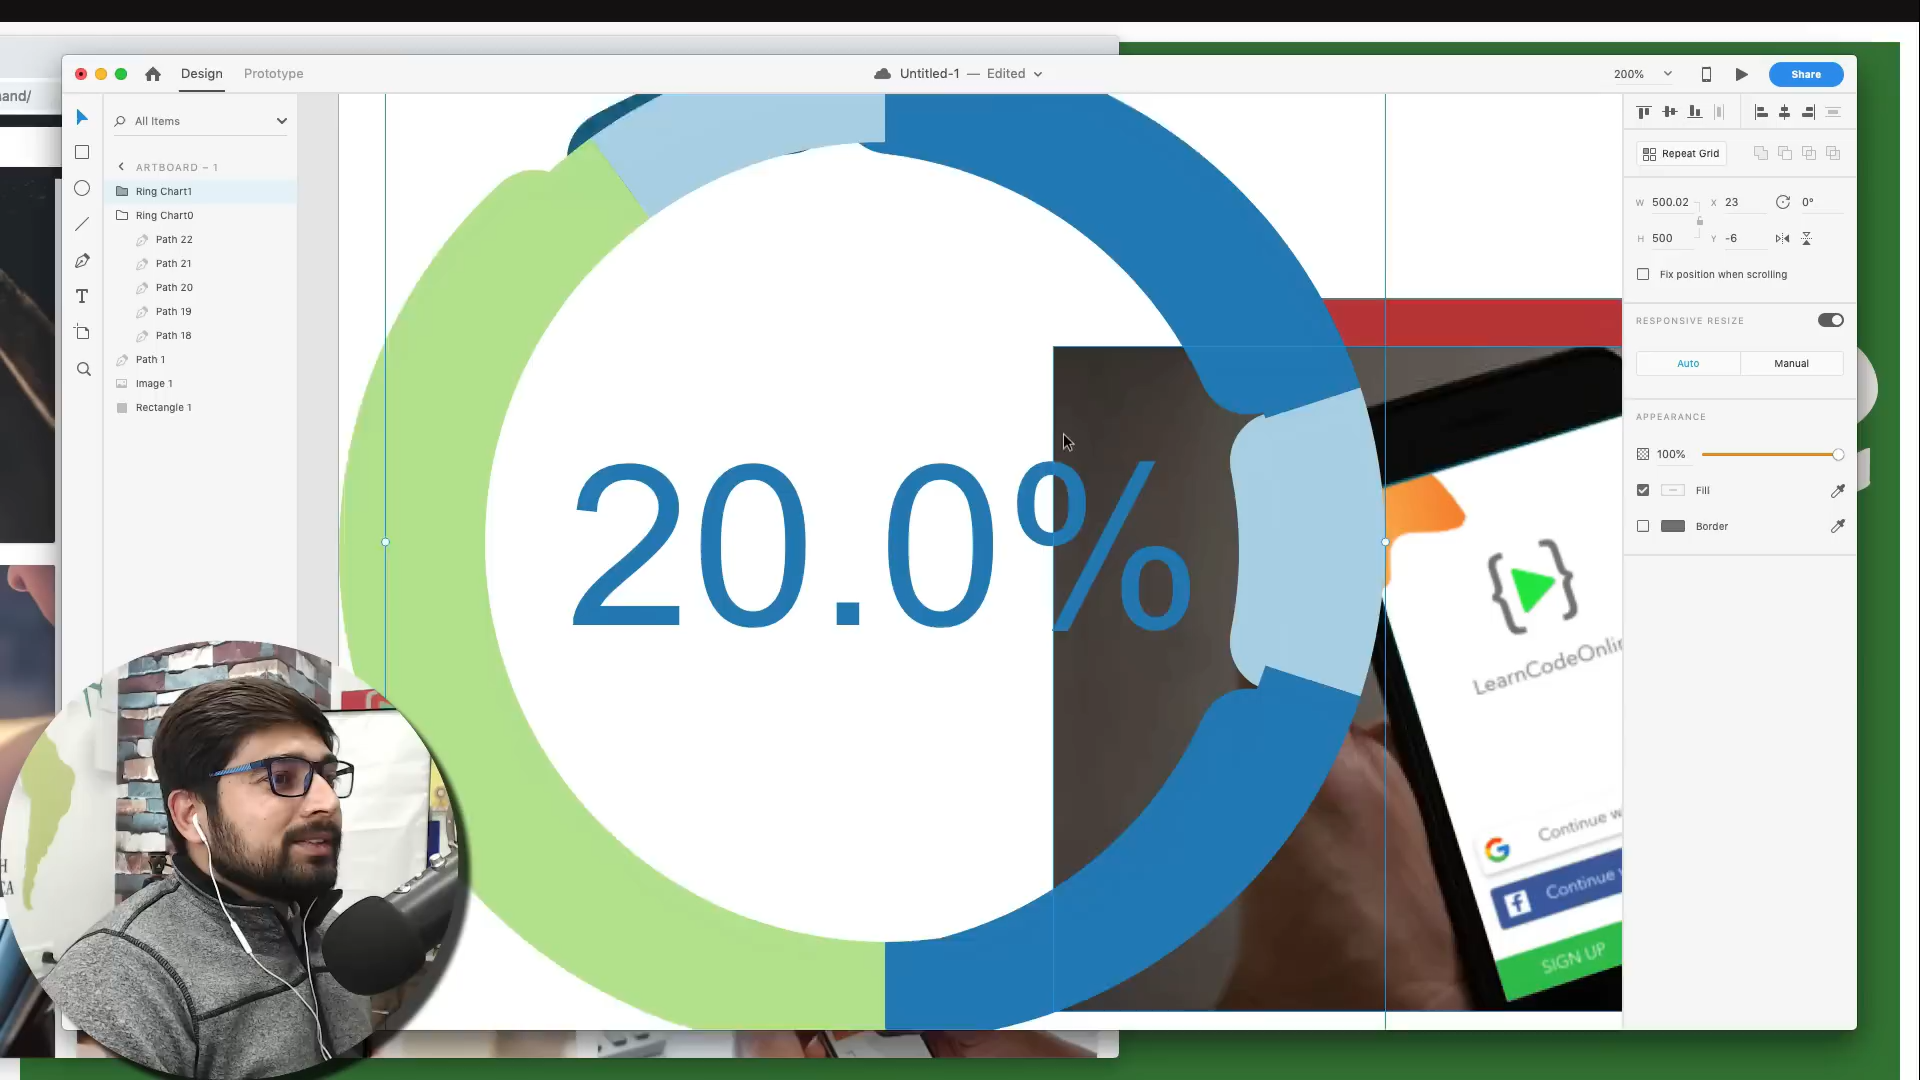 Design
Prototype
Untitled-1 — Edited
200%
Share
and/
All Items
ARTBOARD – 1
Ring Chart1
Ring Chart0
Path 22
Path 21
Path 20
Path 19
Path 18
Path 1
Image 1
Rectangle 1
20.0%
LearnCodeOnlin
Continue w
Continue
SIGN UP
Repeat Grid
W 500.02 X 23 0°
H 500 Y -6
Fix position when scrolling
RESPONSIVE RESIZE
Auto
Manual
APPEARANCE
100%
Fill
Border
H
CA